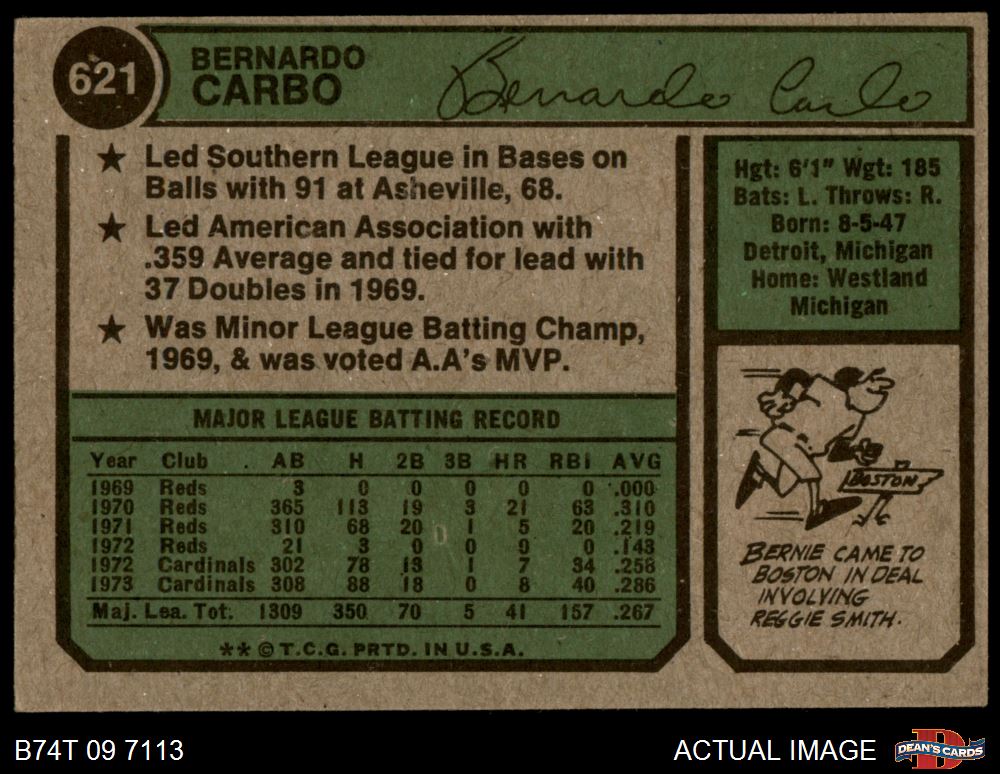 621
BERNARDO
CARBO
Bernardo Carbo
★ Led Southern League in Bases on
Balls with 91 at Asheville, 68.
★ Led American Association with
.359 Average and tied for lead with
37 Doubles in 1969.
★ Was Minor League Batting Champ,
1969, & was voted A.A's MVP.
Hgt: 6'1" Wgt: 185
Bats: L. Throws: R.
Born: 8-5-47
Detroit, Michigan
Home: Westland
Michigan
MAJOR LEAGUE BATTING RECORD
Year Club AB H 2B 3B HR RBI AVG
1969 Reds 3 0 0 0 0 0 .000
1970 Reds 365 113 19 3 21 63 .310
1971 Reds 310 68 20 1 5 20 .219
1972 Reds 21 3 0 0 0 0 .143
1972 Cardinals 302 78 13 1 7 34 .258
1973 Cardinals 308 88 18 0 8 40 .286
Maj. Lea. Tot. 1309 350 70 5 41 157 .267
** © T.C.G. PRTD. IN U.S.A.
BOSTON
BERNIE CAME TO
BOSTON IN DEAL
INVOLVING
REGGIE SMITH.
B74T 09 7113
ACTUAL IMAGE
D
DEAN'S CARDS